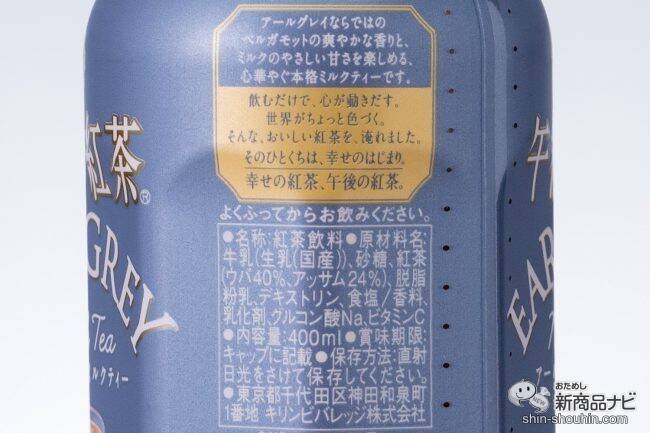 アールグレイならではの
ベルガモットの爽やかな香りと、
ミルクのやさしい甘さを楽しめる、
心華やぐ本格ミルクティーです。
飲むだけで、心が動きだす。
世界がちょっと色づく。
そんな、おいしい紅茶を、淹れました。
そのひとくちは、幸せのはじまり。
幸せの紅茶、午後の紅茶。
よくふってからお飲みください。
●名称:紅茶飲料●原材料名:
牛乳(生乳(国産))、砂糖、紅茶
(ウバ40%、アッサム24%)、脱脂
粉乳、デキストリン、食塩/香料、
乳化剤、グルコン酸Na、ビタミンC
●内容量:400ml●賞味期限:
キャップに記載●保存方法:直射
日光をさけて保存してください。
●東京都千代田区神田和泉町
1番地 キリンビバレッジ株式会社
紅茶®
GREY
Tea
ルクティー
午
EAR
アー
おためし
新商品ナビ
shin-shouhin.com
NEW